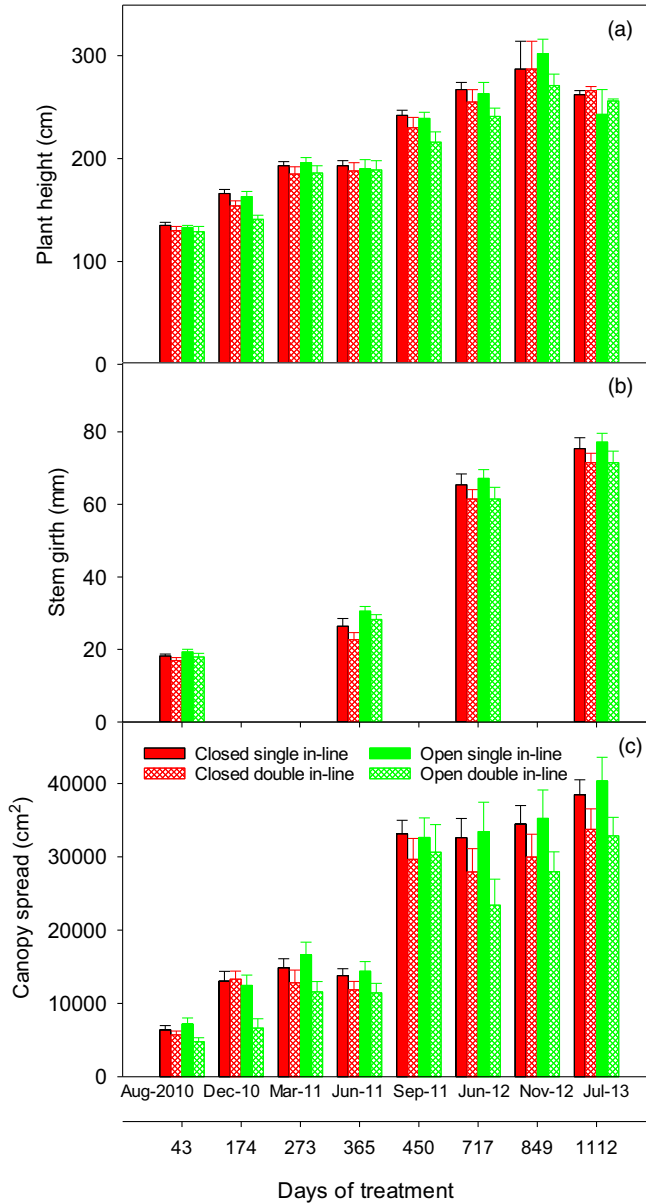 (a)
300
200
100
0
Plant height (cm)
(b)
80
60
40
20
0
Stem girth (mm)
Closed single in-line Open single in-line (c)
Closed double in-line Open double in-line
40000
30000
20000
10000
0
Canopy spread (cm²)
Aug-2010 Dec-10 Mar-11 Jun-11 Sep-11 Jun-12 Nov-12 Jul-13
43 174 273 365 450 717 849 1112
Days of treatment